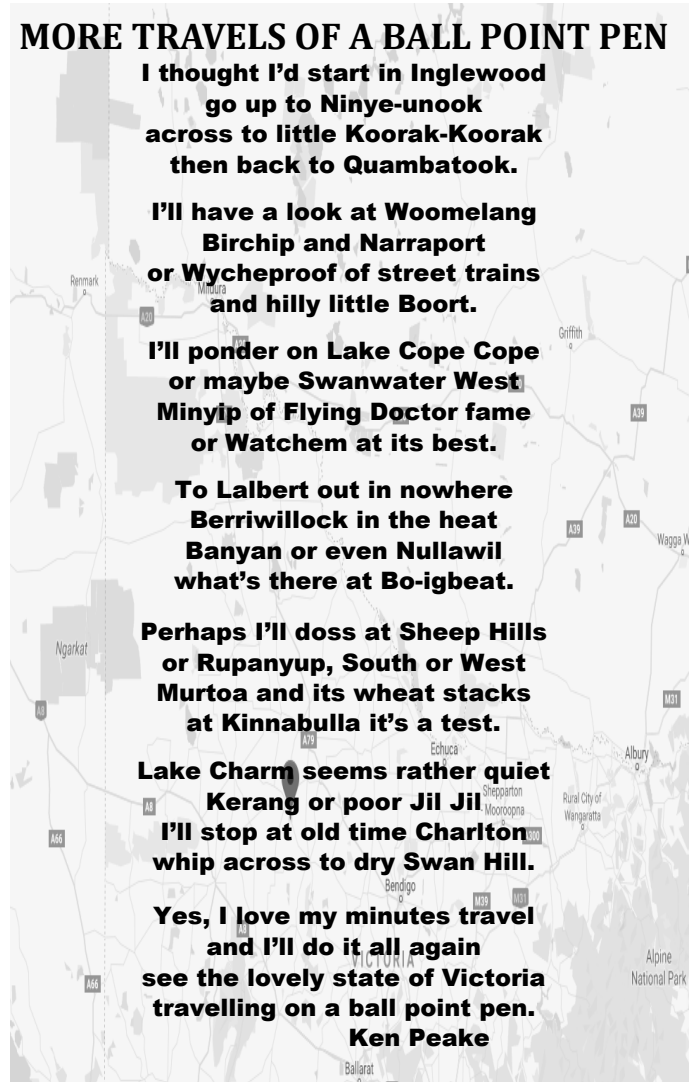 MORE TRAVELS OF A BALL POINT PEN
I thought I'd start in Inglewood
go up to Ninye-unook
across to little Koorak-Koorak
then back to Quambatook.
I'll have a look at Woomelang
Birchip and Narraport
or Wycheproof of street trains
and hilly little Boort.
I'll ponder on Lake Cope Cope
or maybe Swanwater West
Minyip of Flying Doctor fame
or Watchem at its best.
To Lalbert out in nowhere
Berriwillock in the heat
Banyan or even Nullawil
what's there at Bo-igbeat.
Perhaps I'll doss at Sheep Hills
or Rupanyup, South or West
Murtoa and its wheat stacks
at Kinnabulla it's a test.
Lake Charm seems rather quiet
Kerang or poor Jil Jil
I'll stop at old time Charlton
whip across to dry Swan Hill.
Yes, I love my minutes travel
and I'll do it all again
see the lovely state of Victoria
travelling on a ball point pen.
Ken Peake
Renmark
Mildura
A20
Griffith
A39
A39
A20
Wagga W
Ngarkat
A8
M31
A79
Echuca
Albury
Shepparton
Mooroopna
Rural City of
Wangaratta
A8
A66
A300
Bendigo
M39
M31
A8
VICTORIA
A66
Alpine
National Park
Ballarat